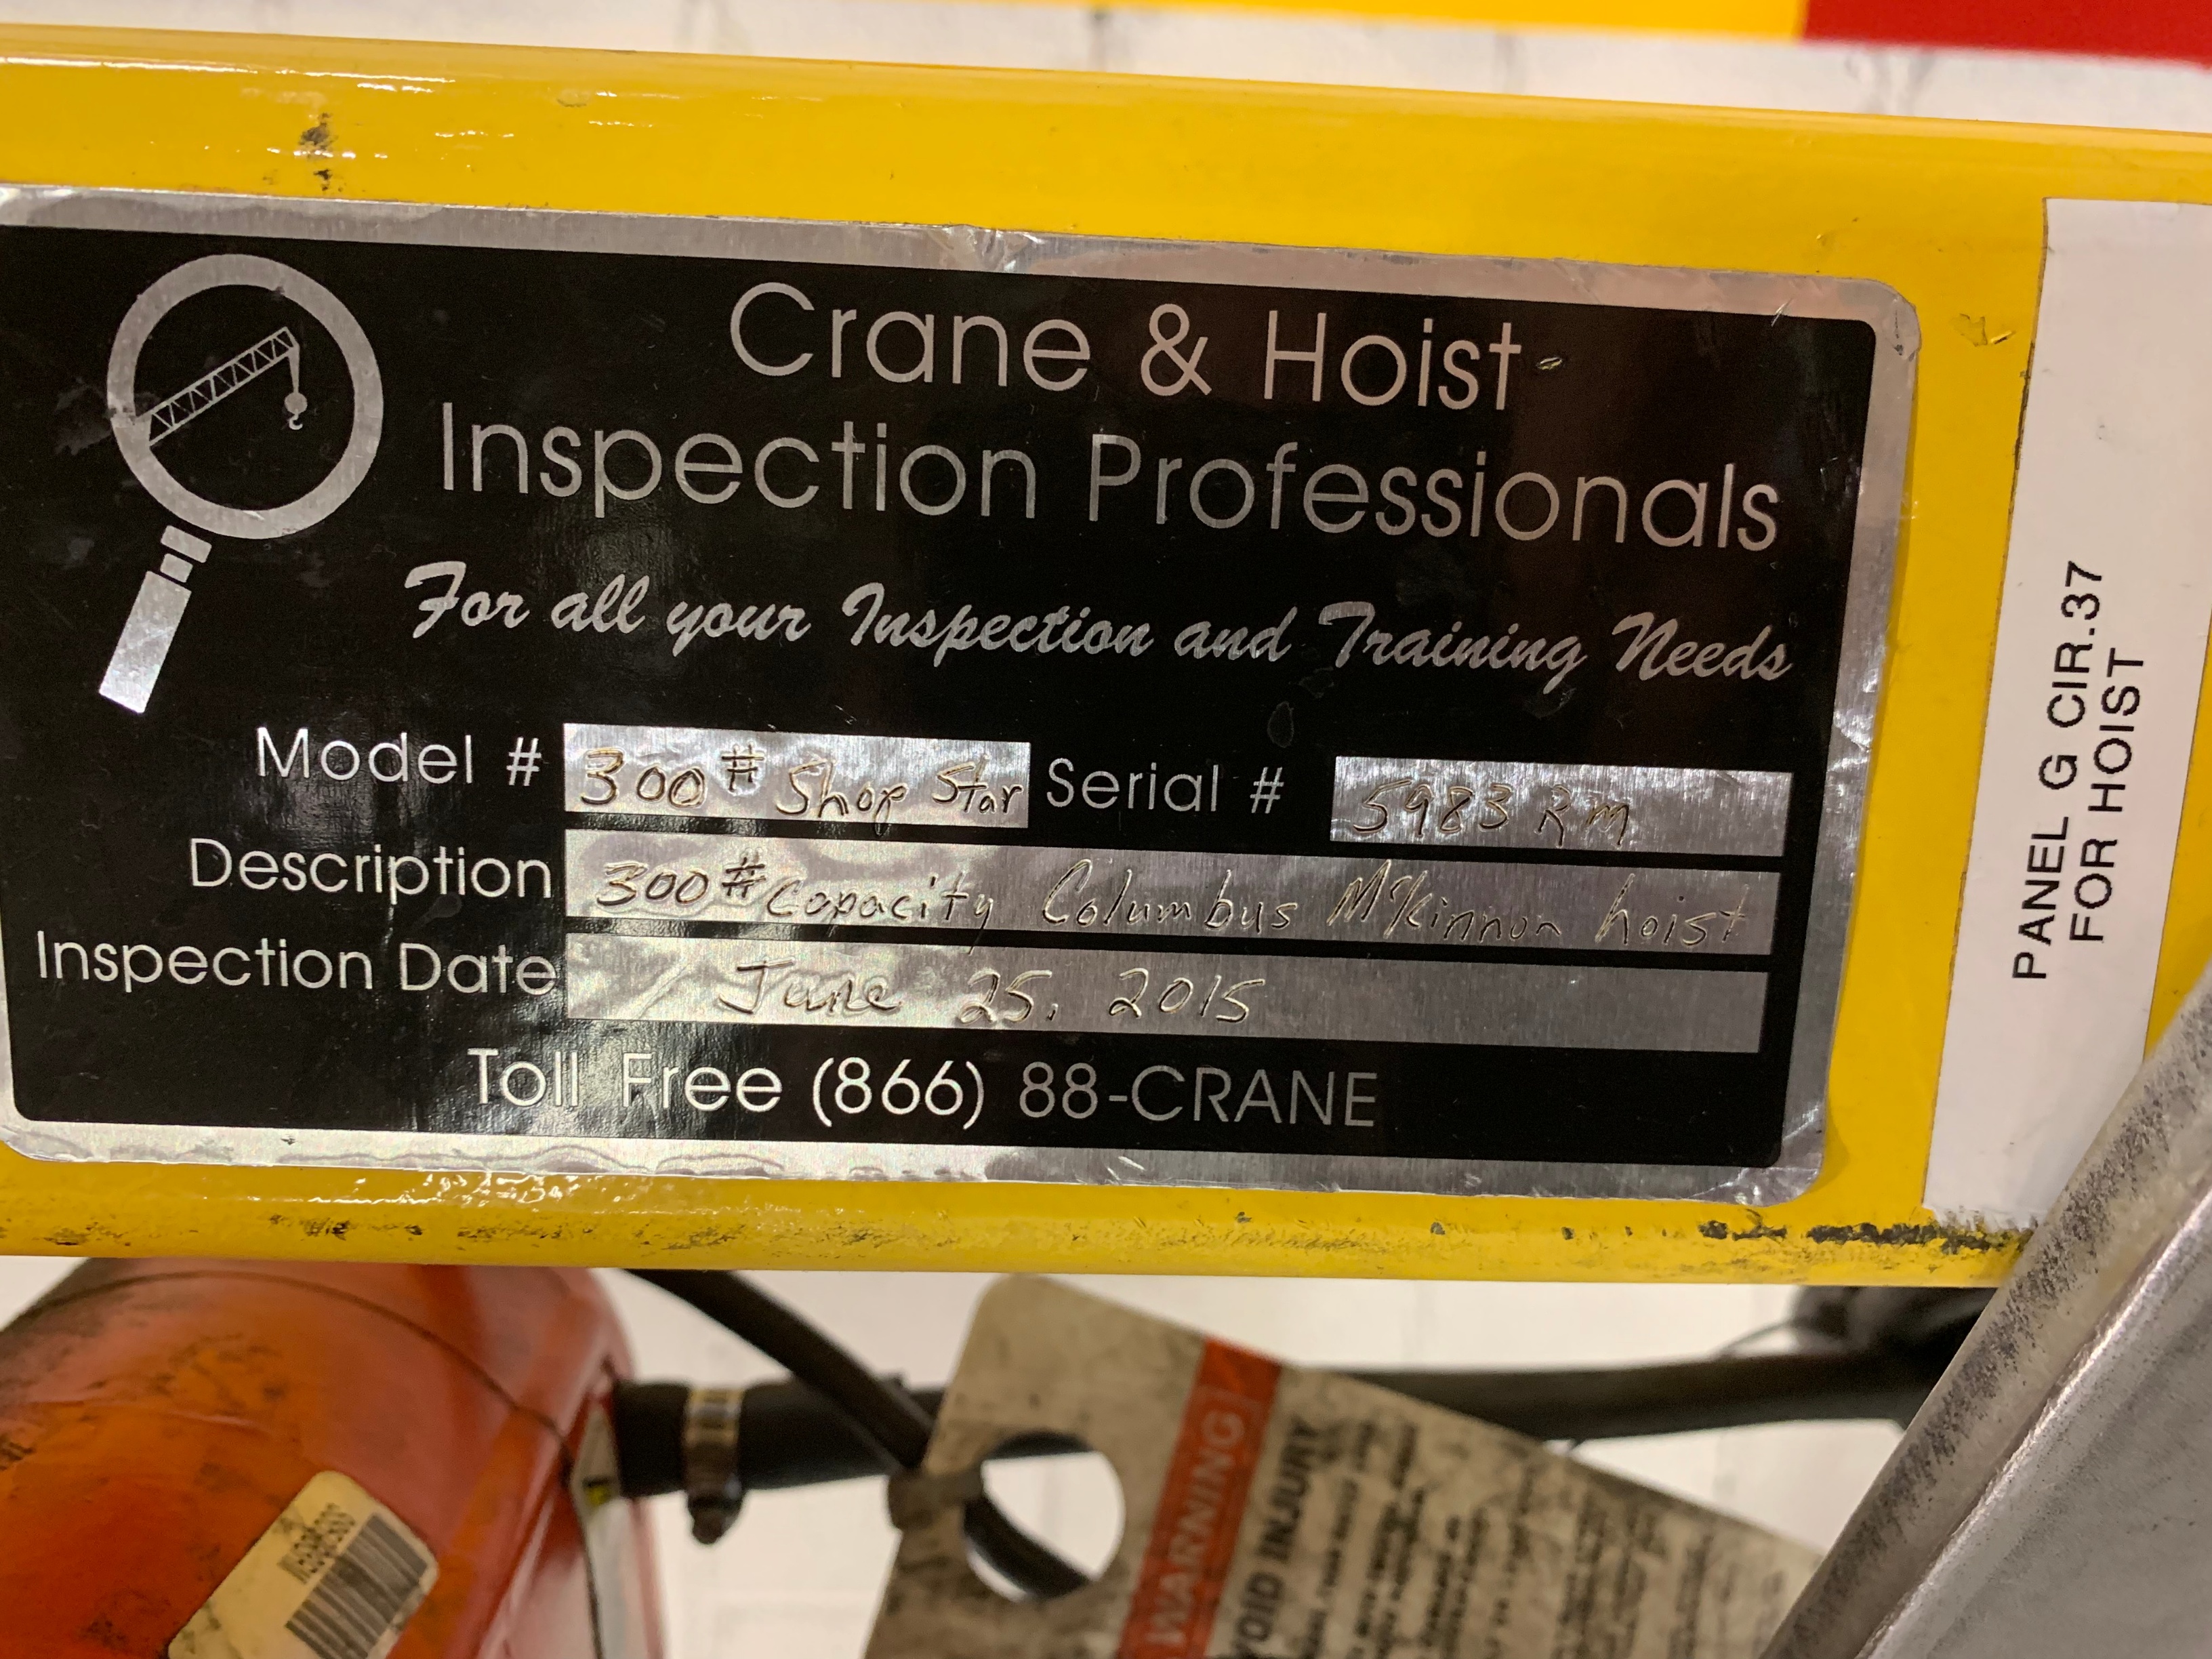 Crane & Hoist
Inspection Professionals
For all your Inspection and Training Needs
Model # 300# Shop Star Serial # 5983 RM
Description 300# Capacity Columbus McKinnon hoist
Inspection Date June 25, 2015
Toll Free (866) 88-CRANE
PANEL G CIR.37
FOR HOIST
WARNING
INJURY